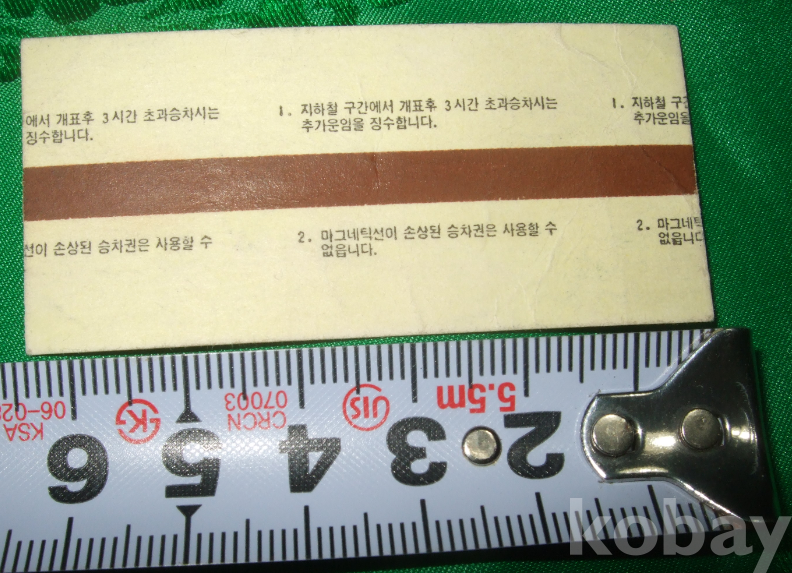 에서 개표후 3시간 초과승차시는
징수합니다.
1. 지하철 구간에서 개표후 3시간 초과승차시는
추가운임을 징수합니다.
1. 지하철 구간
추가운임을
선이 손상된 승차권은 사용할 수
2. 마그네틱선이 손상된 승차권은 사용할 수
없읍니다.
2. 마그네틱
없읍니다
5.5m
JIS
CRCN
07003
KSA
06-02
2 3 4 5 6
kobay